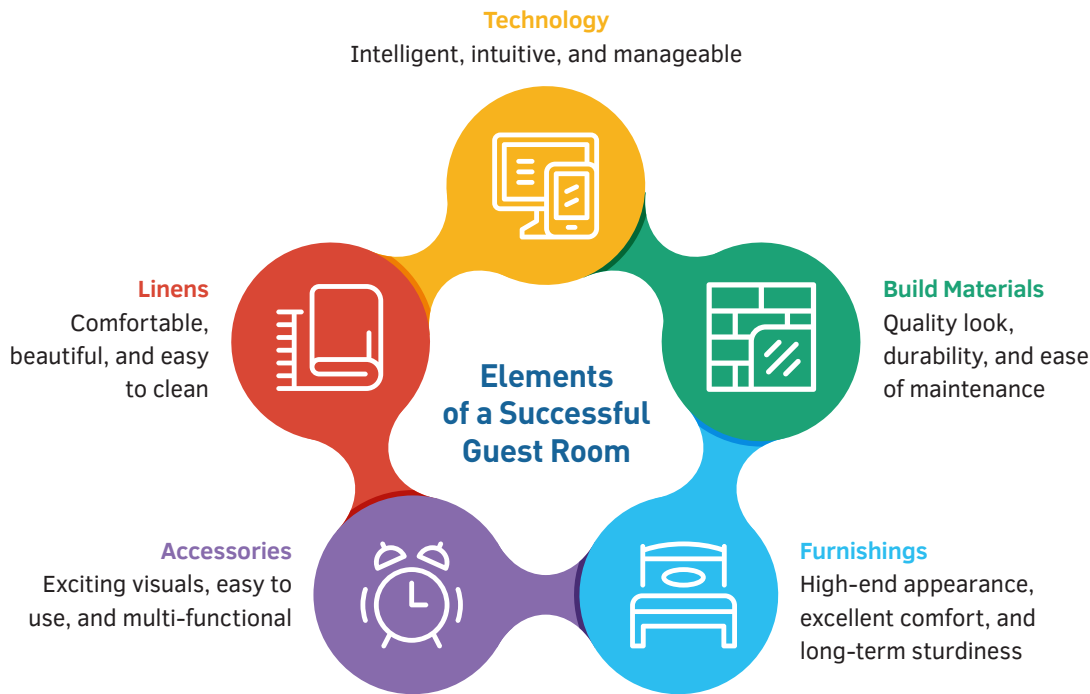 Technology
Intelligent, intuitive, and manageable
Linens
Comfortable,
beautiful, and easy
to clean
Build Materials
Quality look,
durability, and ease
of maintenance
Elements
of a Successful
Guest Room
Accessories
Exciting visuals, easy to
use, and multi-functional
Furnishings
High-end appearance,
excellent comfort, and
long-term sturdiness